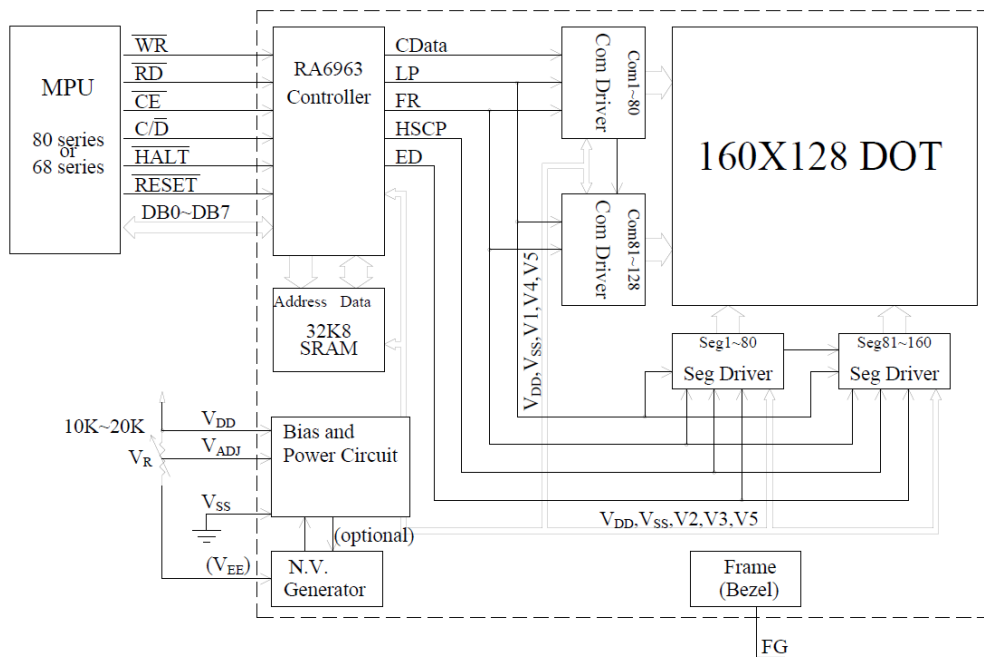 MPU
80 series
or
68 series
WR
RD
CE
C/D
HALT
RESET
DB0~DB7
RA6963
Controller
CData
LP
FR
HSCP
ED
Com Driver
Com1~80
Com Driver
Com81~128
160X128 DOT
Address Data
32K8
SRAM
VDD,VSS,V1,V4,V5
Seg1~80
Seg Driver
Seg81~160
Seg Driver
10K~20K
VR
VDD
VADJ
VSS
(VEE)
Bias and
Power Circuit
(optional)
N.V.
Generator
VDD,VSS,V2,V3,V5
Frame
(Bezel)
FG